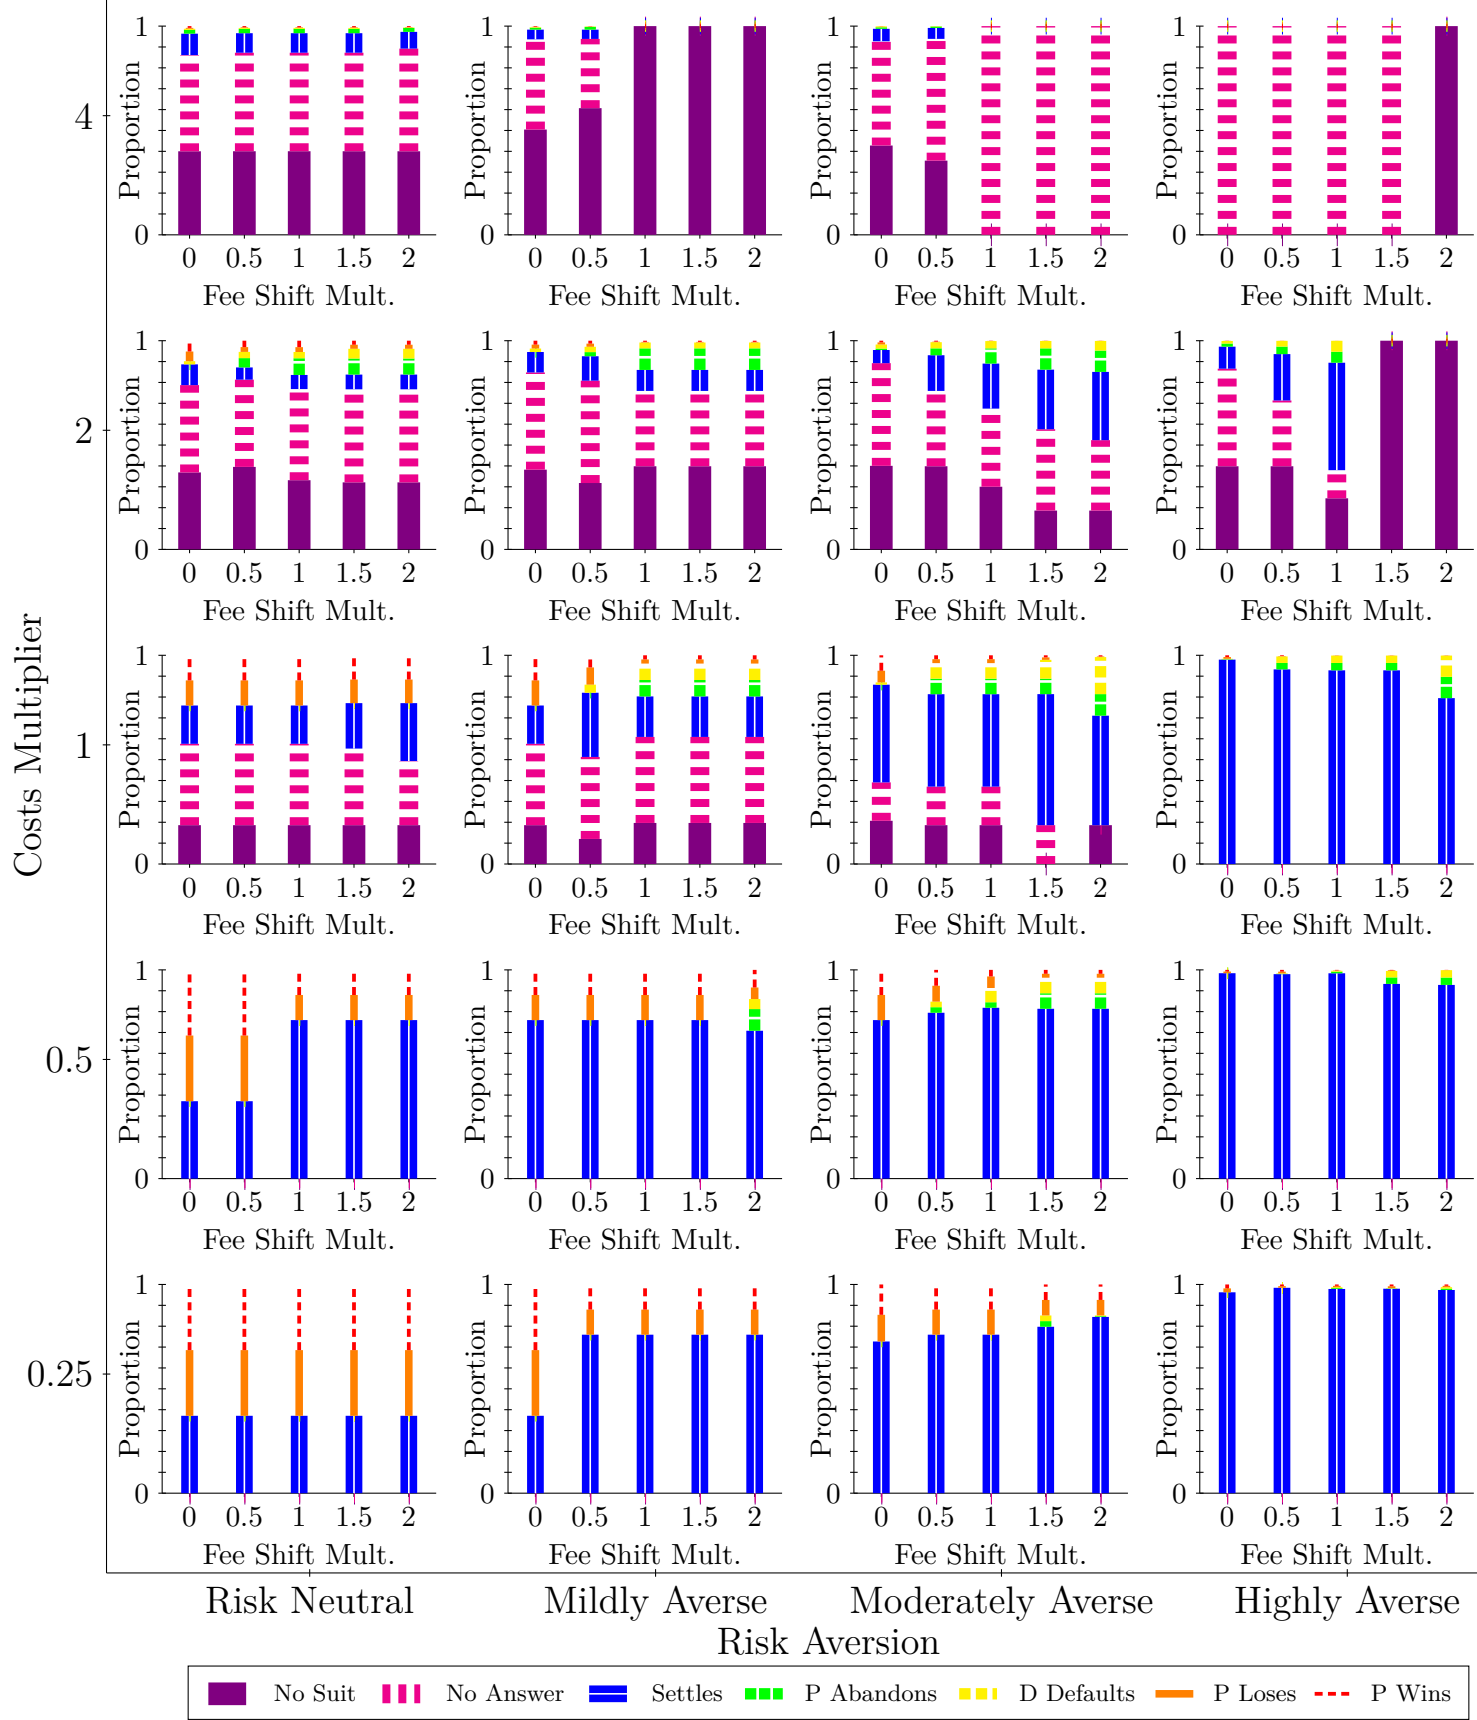 4
Proportion
1
0
0 0.5 1 1.5 2
Fee Shift Mult.
Proportion
1
0
0 0.5 1 1.5 2
Fee Shift Mult.
Proportion
1
0
0 0.5 1 1.5 2
Fee Shift Mult.
Proportion
1
0
0 0.5 1 1.5 2
Fee Shift Mult.
2
Proportion
1
0
0 0.5 1 1.5 2
Fee Shift Mult.
Proportion
1
0
0 0.5 1 1.5 2
Fee Shift Mult.
Proportion
1
0
0 0.5 1 1.5 2
Fee Shift Mult.
Proportion
1
0
0 0.5 1 1.5 2
Fee Shift Mult.
Costs Multiplier
1
Proportion
1
0
0 0.5 1 1.5 2
Fee Shift Mult.
Proportion
1
0
0 0.5 1 1.5 2
Fee Shift Mult.
Proportion
1
0
0 0.5 1 1.5 2
Fee Shift Mult.
Proportion
1
0
0 0.5 1 1.5 2
Fee Shift Mult.
0.5
Proportion
1
0
0 0.5 1 1.5 2
Fee Shift Mult.
Proportion
1
0
0 0.5 1 1.5 2
Fee Shift Mult.
Proportion
1
0
0 0.5 1 1.5 2
Fee Shift Mult.
Proportion
1
0
0 0.5 1 1.5 2
Fee Shift Mult.
0.25
Proportion
1
0
0 0.5 1 1.5 2
Fee Shift Mult.
Proportion
1
0
0 0.5 1 1.5 2
Fee Shift Mult.
Proportion
1
0
0 0.5 1 1.5 2
Fee Shift Mult.
Proportion
1
0
0 0.5 1 1.5 2
Fee Shift Mult.
Risk Neutral Mildly Averse Moderately Averse Highly Averse
Risk Aversion
No Suit No Answer Settles P Abandons D Defaults P Loses P Wins